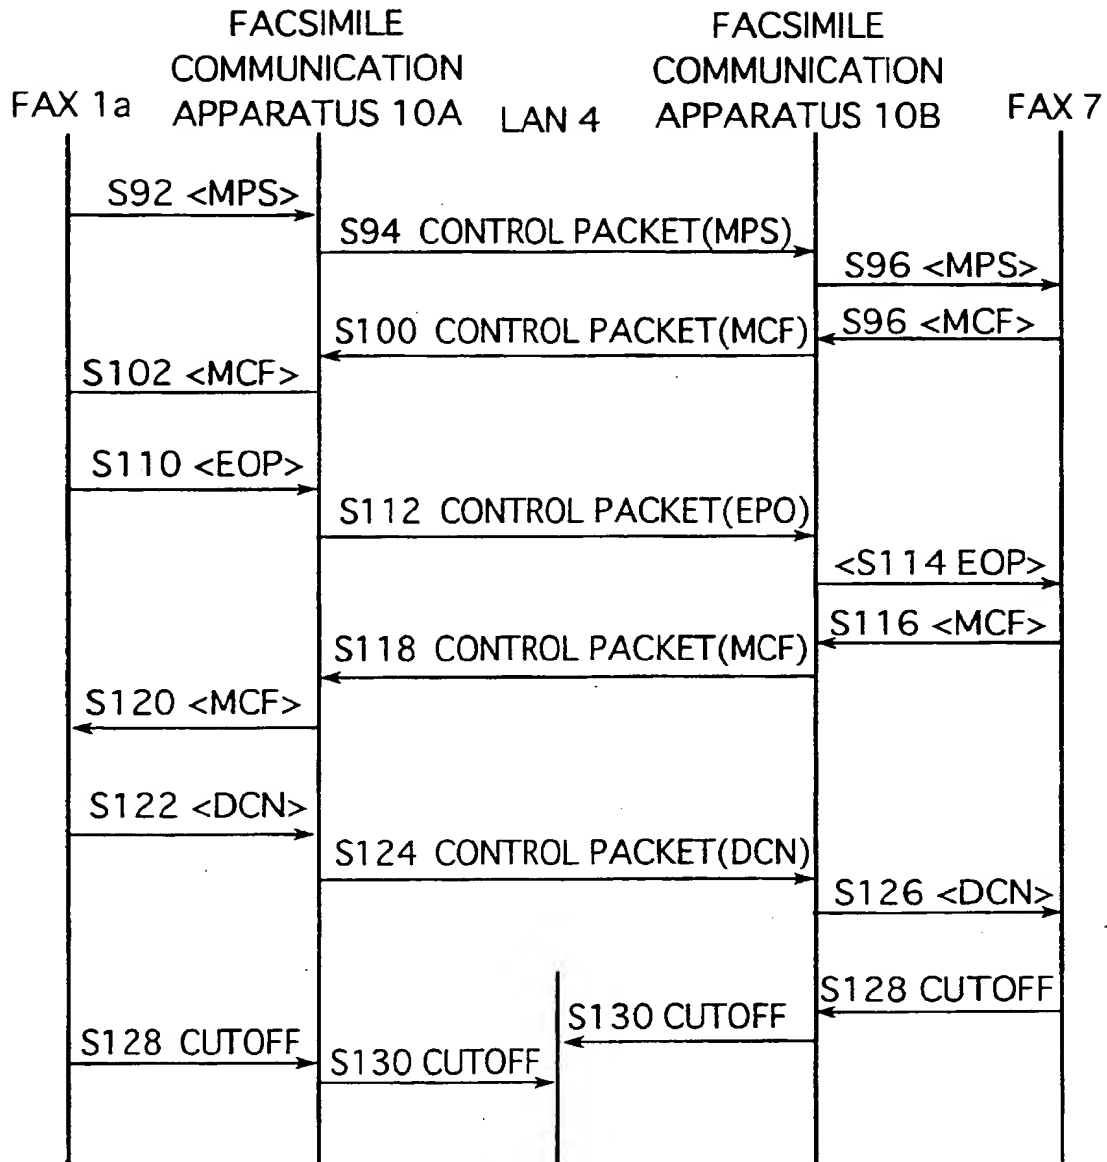 FACSIMILE
COMMUNICATION
APPARATUS 10A
FACSIMILE
COMMUNICATION
APPARATUS 10B
FAX 1a
LAN 4
FAX 7
S92 <MPS>
S94 CONTROL PACKET(MPS)
S96 <MPS>
S96 <MCF>
S100 CONTROL PACKET(MCF)
S102 <MCF>
S110 <EOP>
S112 CONTROL PACKET(EPO)
<S114 EOP>
S116 <MCF>
S118 CONTROL PACKET(MCF)
S120 <MCF>
S122 <DCN>
S124 CONTROL PACKET(DCN)
S126 <DCN>
S128 CUTOFF
S130 CUTOFF
S128 CUTOFF
S130 CUTOFF